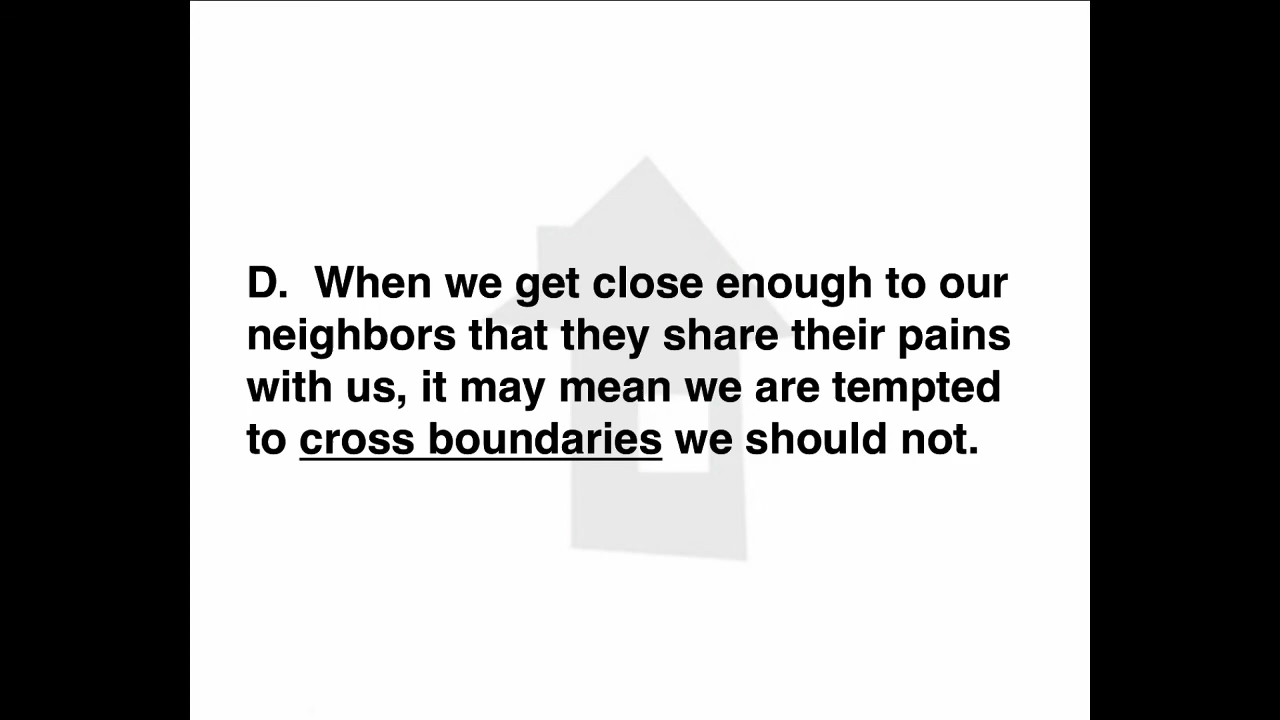 D.  When we get close enough to our
neighbors that they share their pains
with us, it may mean we are tempted
to cross boundaries we should not.